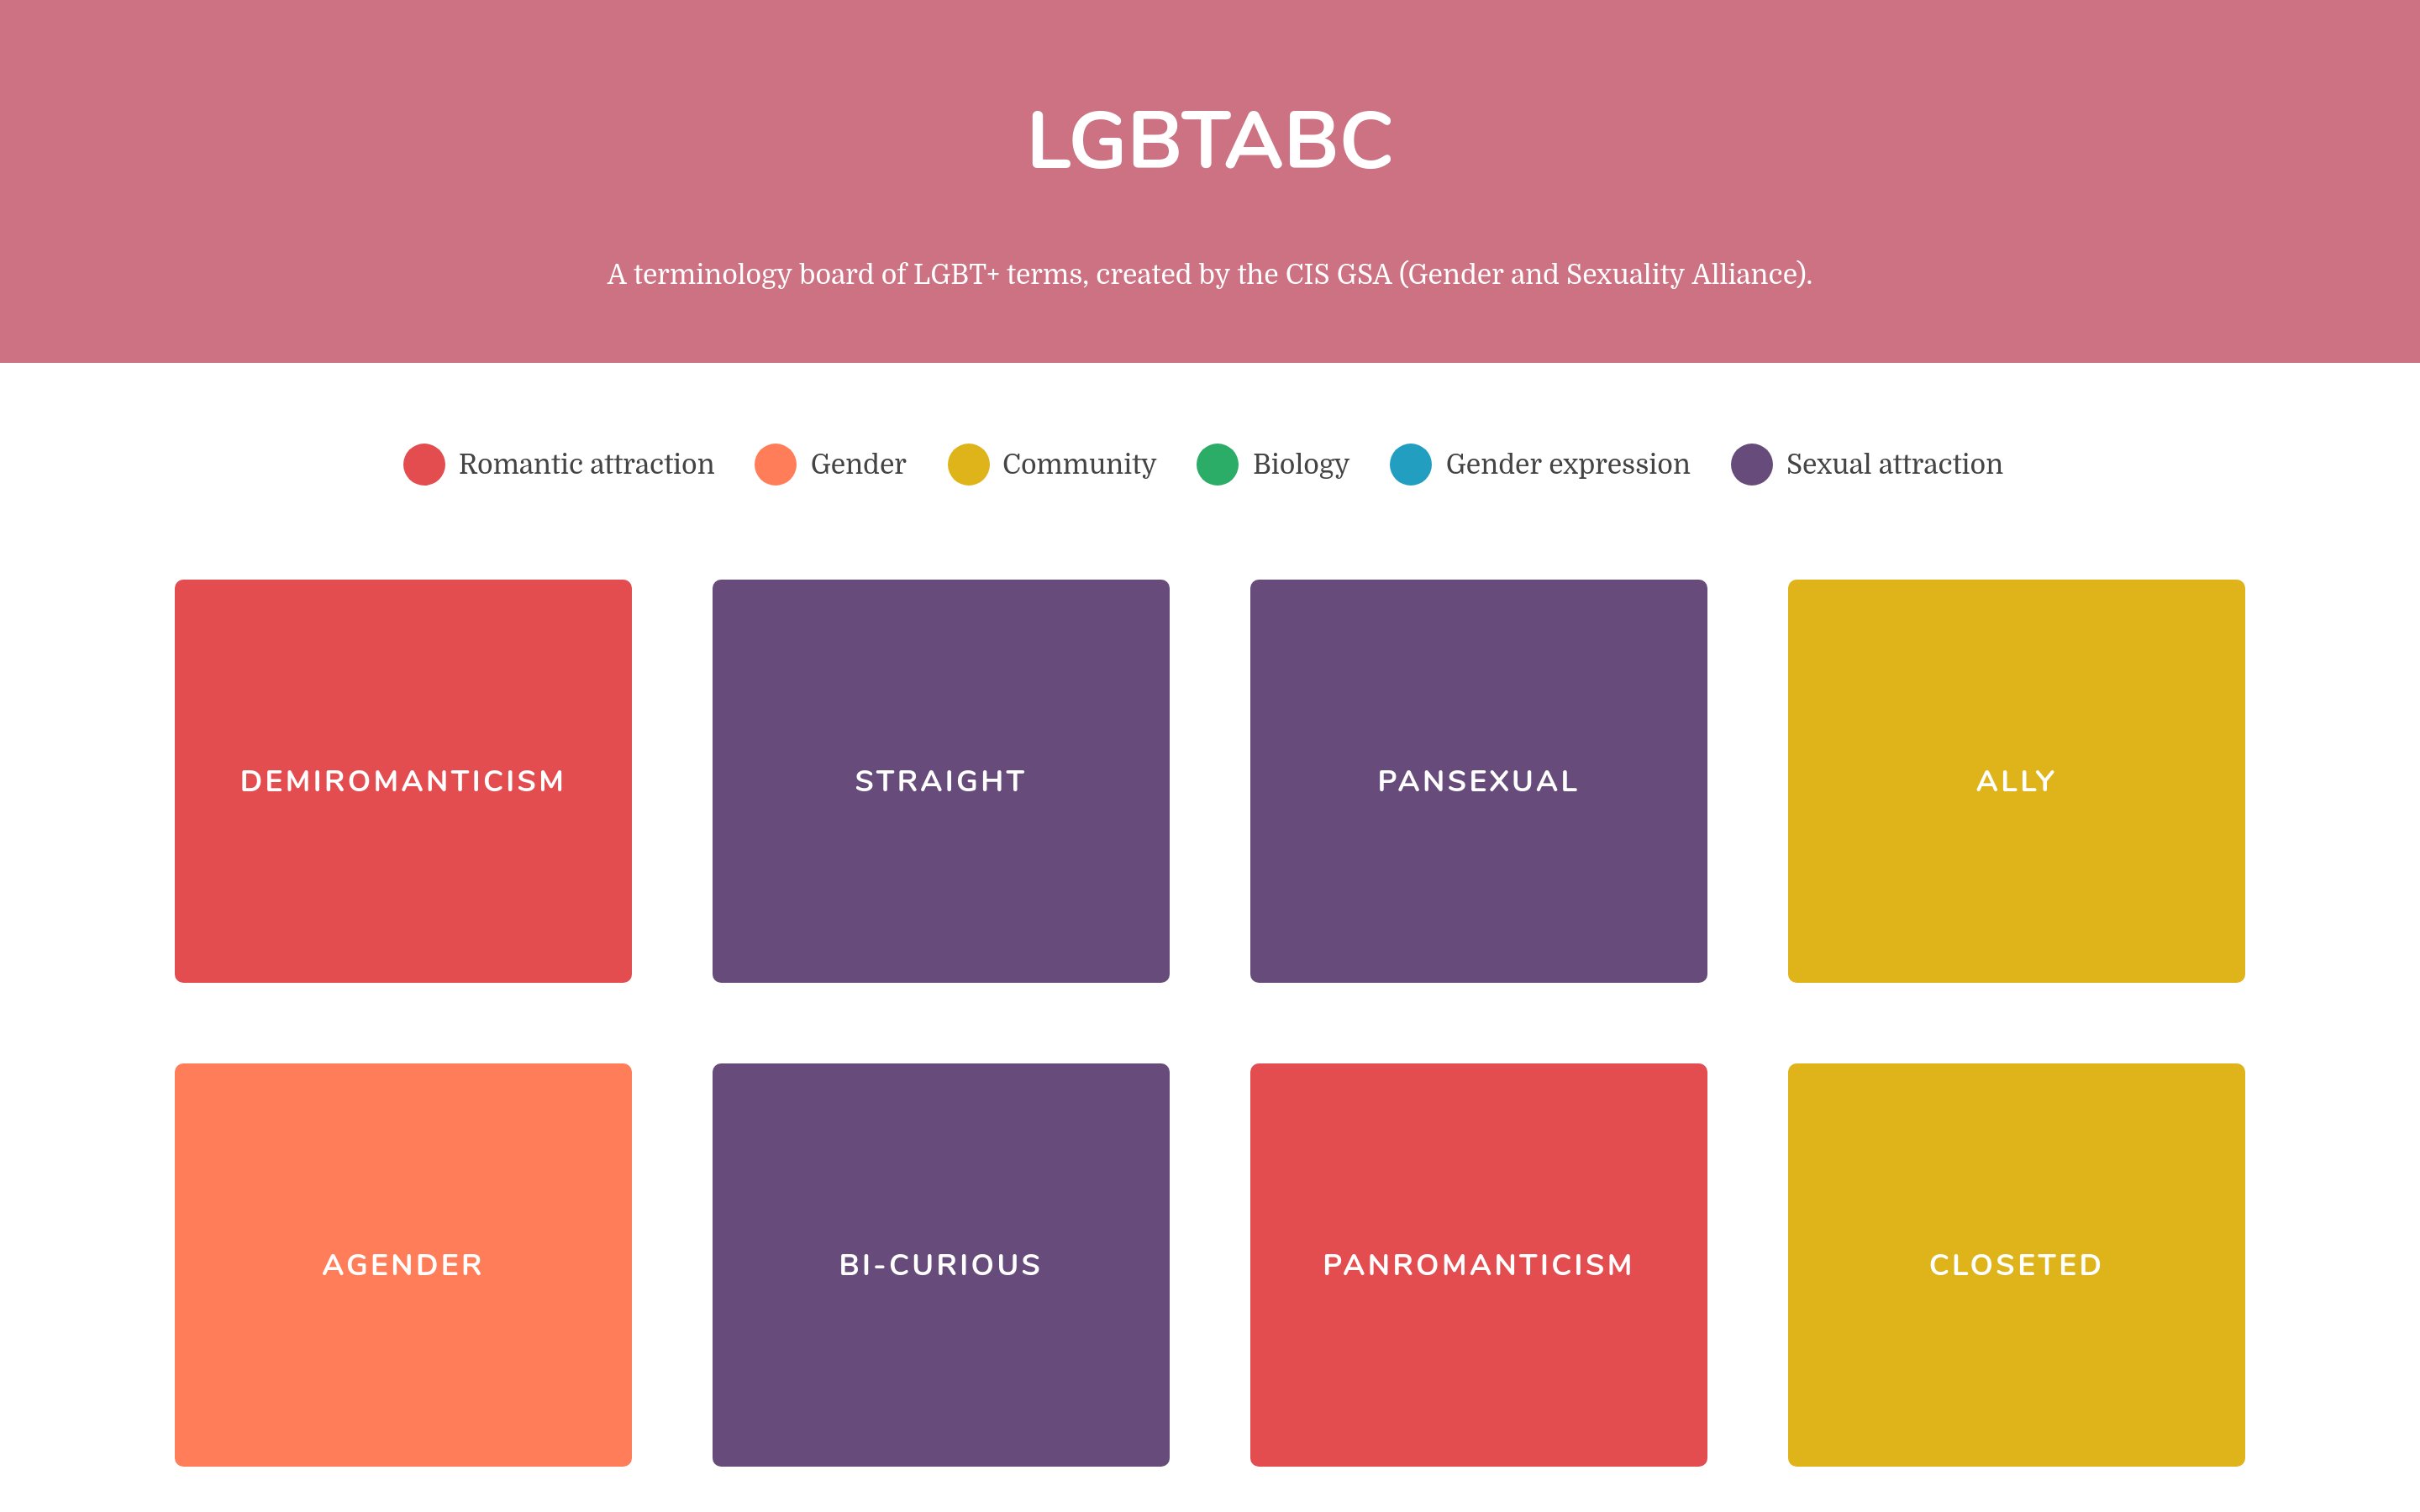 LGBTABC
A terminology board of LGBT+ terms, created by the CIS GSA (Gender and Sexuality Alliance).
Romantic attraction Gender Community Biology Gender expression Sexual attraction
DEMIROMANTICISM STRAIGHT PANSEXUAL ALLY
AGENDER BI-CURIOUS PANROMANTICISM CLOSETED